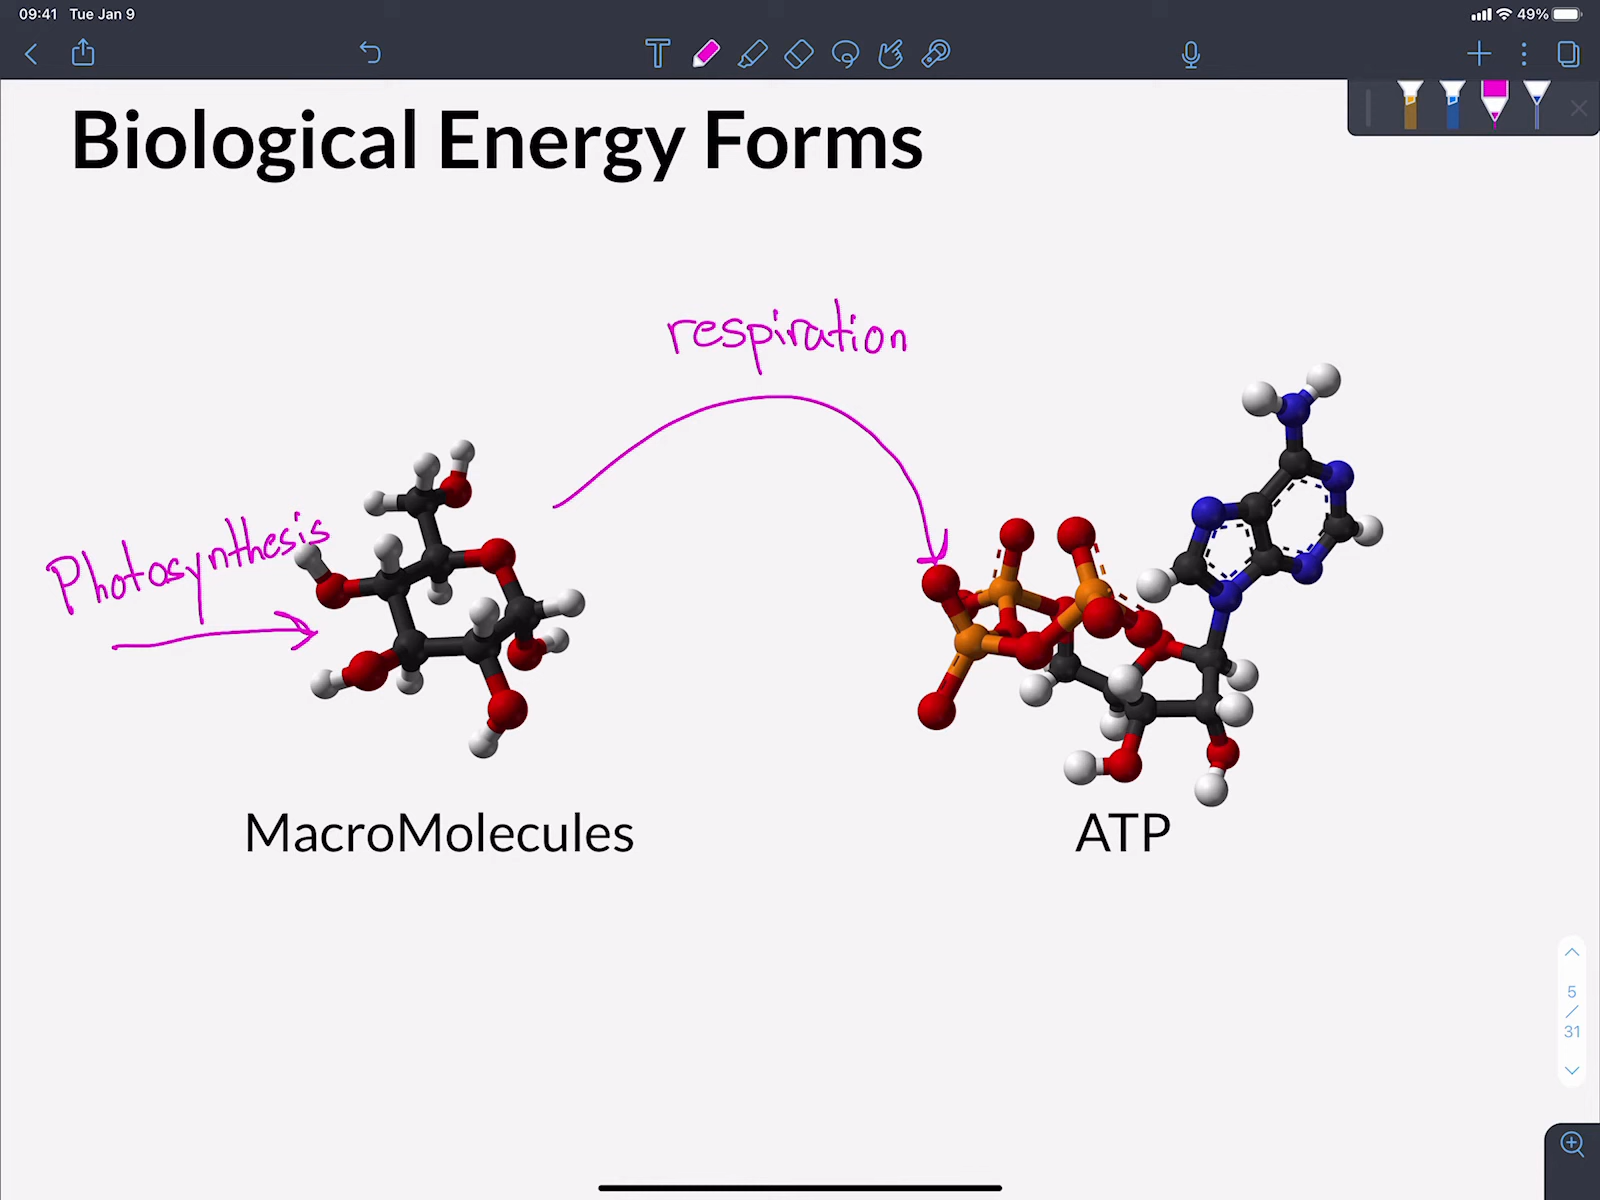 09:41 Tue Jan 9
49%
Biological Energy Forms
respiration
Photosynthesis
MacroMolecules
ATP
5
/
31